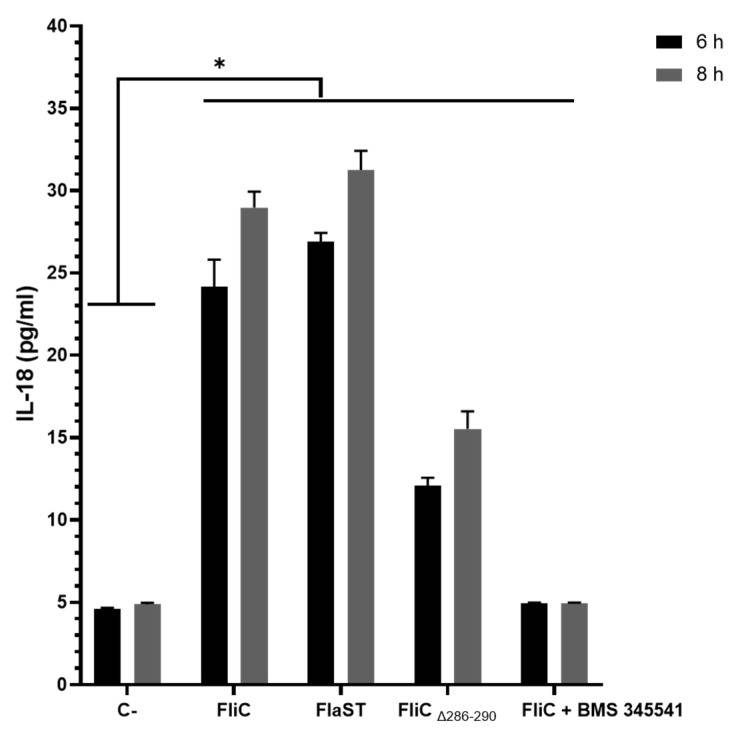 6 h
8 h
*
IL-18 (pg/ml)
40
35
30
25
20
15
10
5
0
C-
FliC
FlaST
FliC Δ286-290
FliC + BMS 345541